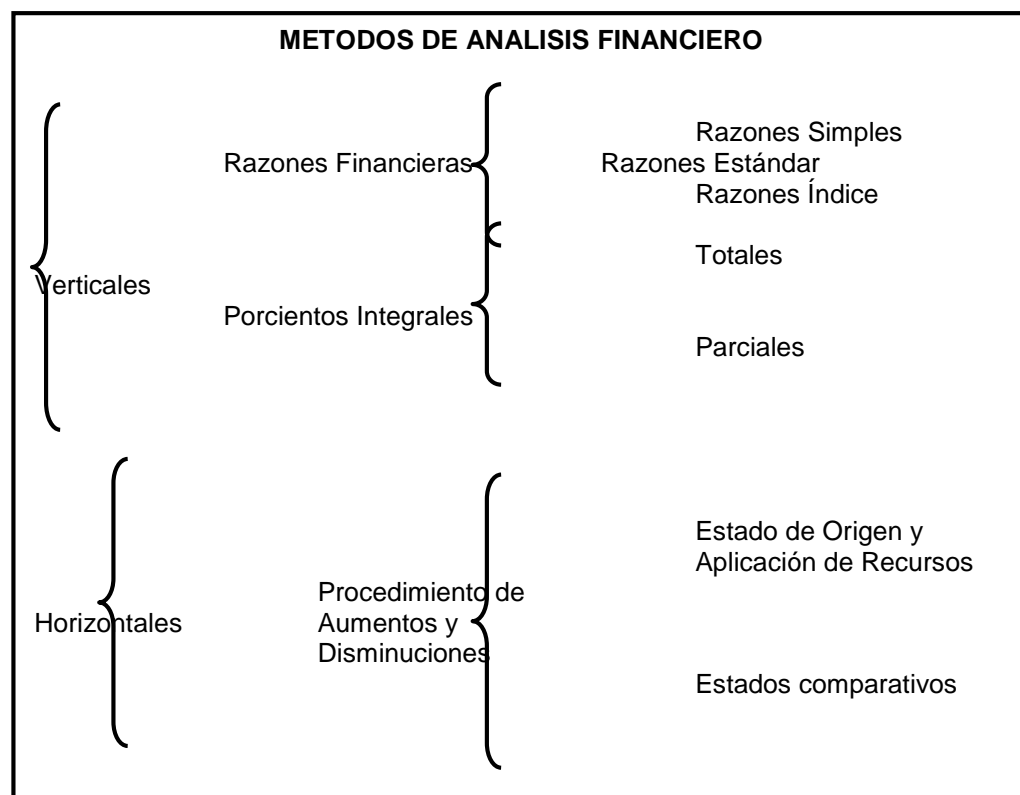 METODOS DE ANALISIS FINANCIERO
Razones Simples
Razones Financieras Razones Estándar
Razones Índice
Totales
Verticales
Porcientos Integrales
Parciales
Estado de Origen y
Aplicación de Recursos
Procedimiento de
Horizontales Aumentos y
Disminuciones
Estados comparativos